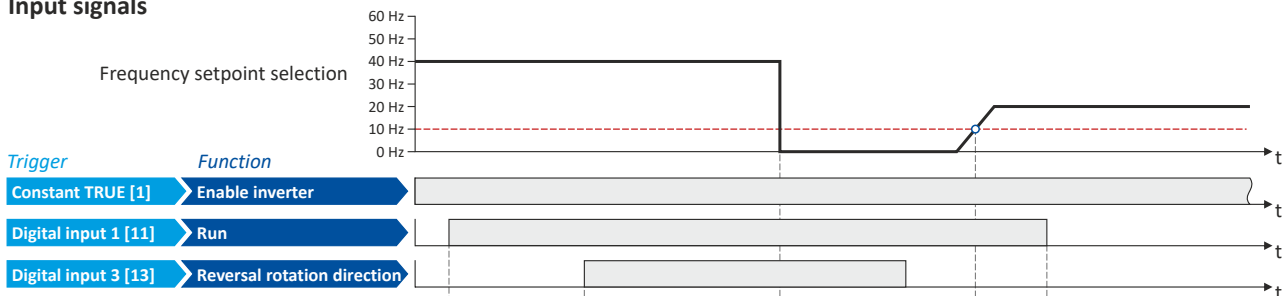 Input signals
60 Hz
50 Hz
Frequency setpoint selection
40 Hz
30 Hz
20 Hz
10 Hz
0 Hz
t
Trigger Function
Constant TRUE [1] Enable inverter
t
Digital input 1 [11] Run
t
Digital input 3 [13] Reversal rotation direction
t